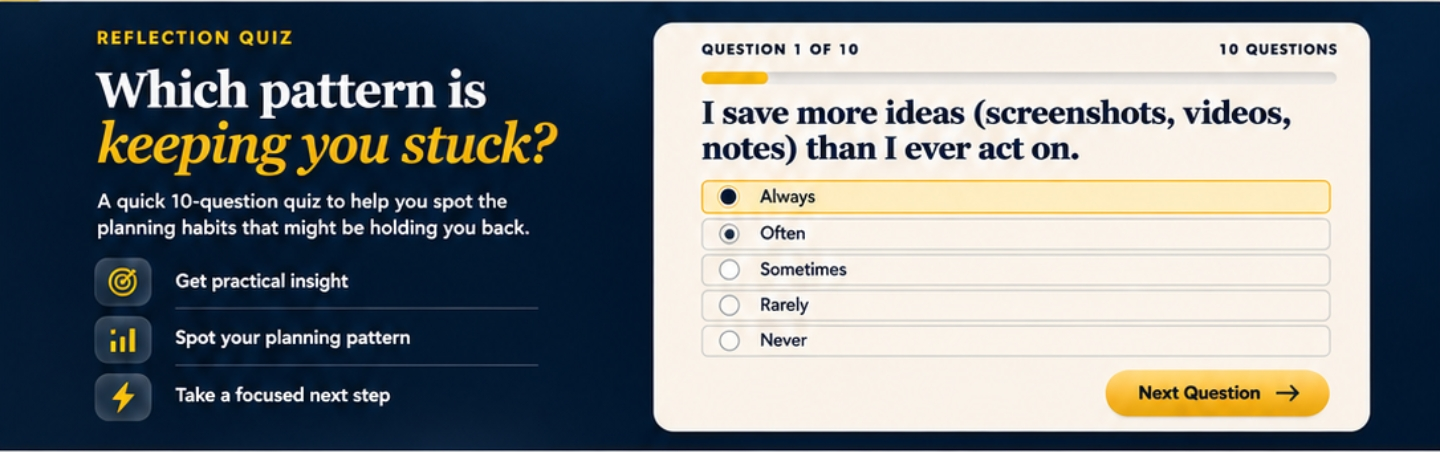 REFLECTION QUIZ
Which pattern is
keeping you stuck?
A quick 10-question quiz to help you spot the
planning habits that might be holding you back.
Get practical insight
Spot your planning pattern
Take a focused next step
QUESTION 1 OF 10
10 QUESTIONS
I save more ideas (screenshots, videos,
notes) than I ever act on.
Always
Often
Sometimes
Rarely
Never
Next Question →